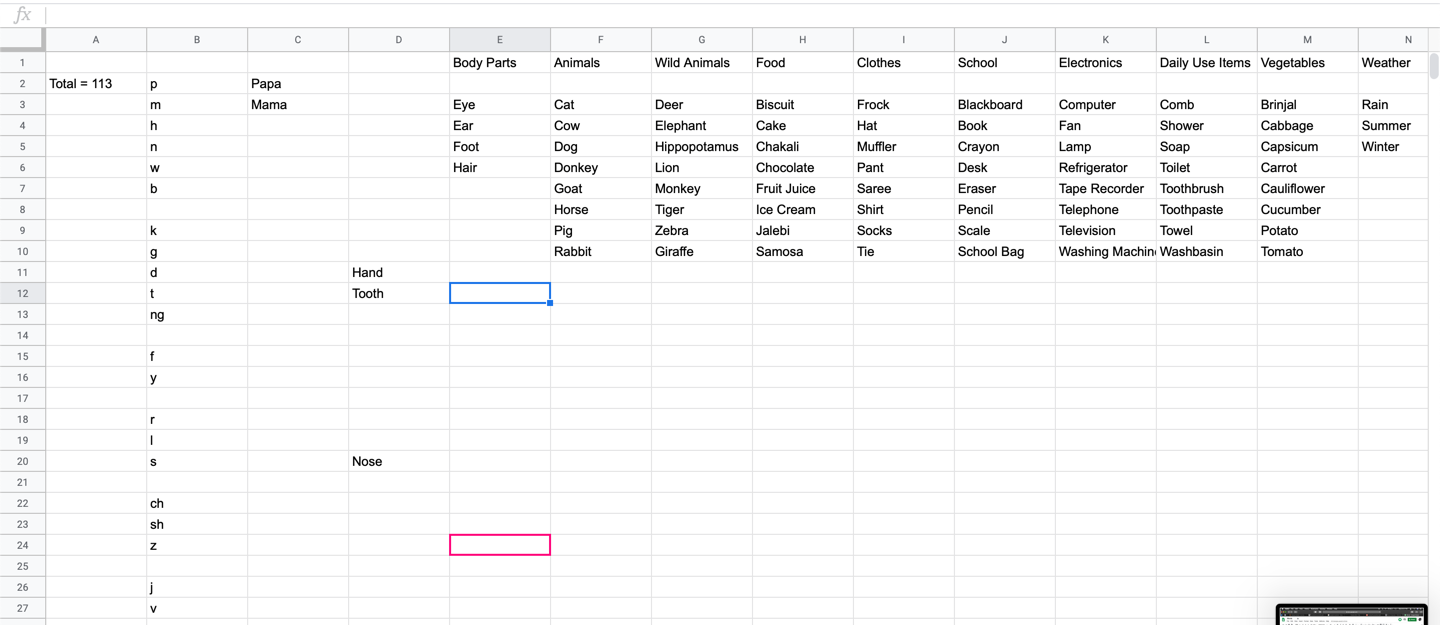 fx
A B C D E F G H I J K L M N
1 Body Parts Animals Wild Animals Food Clothes School Electronics Daily Use Items Vegetables Weather
2 Total = 113 p Papa
3 m Mama Eye Cat Deer Biscuit Frock Blackboard Computer Comb Brinjal Rain
4 h Ear Cow Elephant Cake Hat Book Fan Shower Cabbage Summer
5 n Foot Dog Hippopotamus Chakali Muffler Crayon Lamp Soap Capsicum Winter
6 w Hair Donkey Lion Chocolate Pant Desk Refrigerator Toilet Carrot
7 b Goat Monkey Fruit Juice Saree Eraser Tape Recorder Toothbrush Cauliflower
8 Horse Tiger Ice Cream Shirt Pencil Telephone Toothpaste Cucumber
9 k Pig Zebra Jalebi Socks Scale Television Towel Potato
10 g Rabbit Giraffe Samosa Tie School Bag Washing Machin Washbasin Tomato
11 d Hand
12 t Tooth
13 ng
14
15 f
16 y
17
18 r
19 l
20 s Nose
21
22 ch
23 sh
24 z
25
26 j
27 v